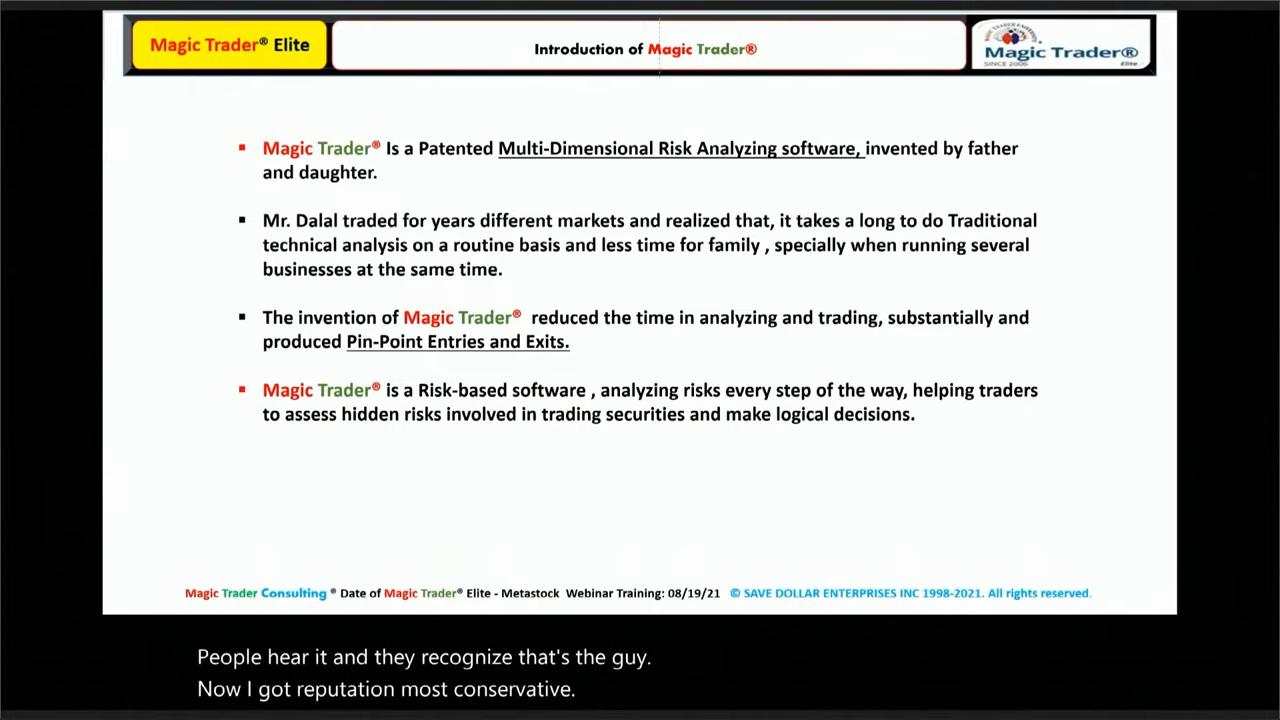 Magic Trader® Elite
Introduction of Magic Trader®
Magic Trader®
SINCE 2006
Elite
▪ Magic Trader® Is a Patented Multi-Dimensional Risk Analyzing software, invented by father
and daughter.
▪ Mr. Dalal traded for years different markets and realized that, it takes a long to do Traditional
technical analysis on a routine basis and less time for family , specially when running several
businesses at the same time.
▪ The invention of Magic Trader® reduced the time in analyzing and trading, substantially and
produced Pin-Point Entries and Exits.
▪ Magic Trader® is a Risk-based software , analyzing risks every step of the way, helping traders
to assess hidden risks involved in trading securities and make logical decisions.
Magic Trader Consulting ® Date of Magic Trader® Elite - Metastock Webinar Training: 08/19/21 © SAVE DOLLAR ENTERPRISES INC 1998-2021. All rights reserved.
People hear it and they recognize that's the guy.
Now I got reputation most conservative.